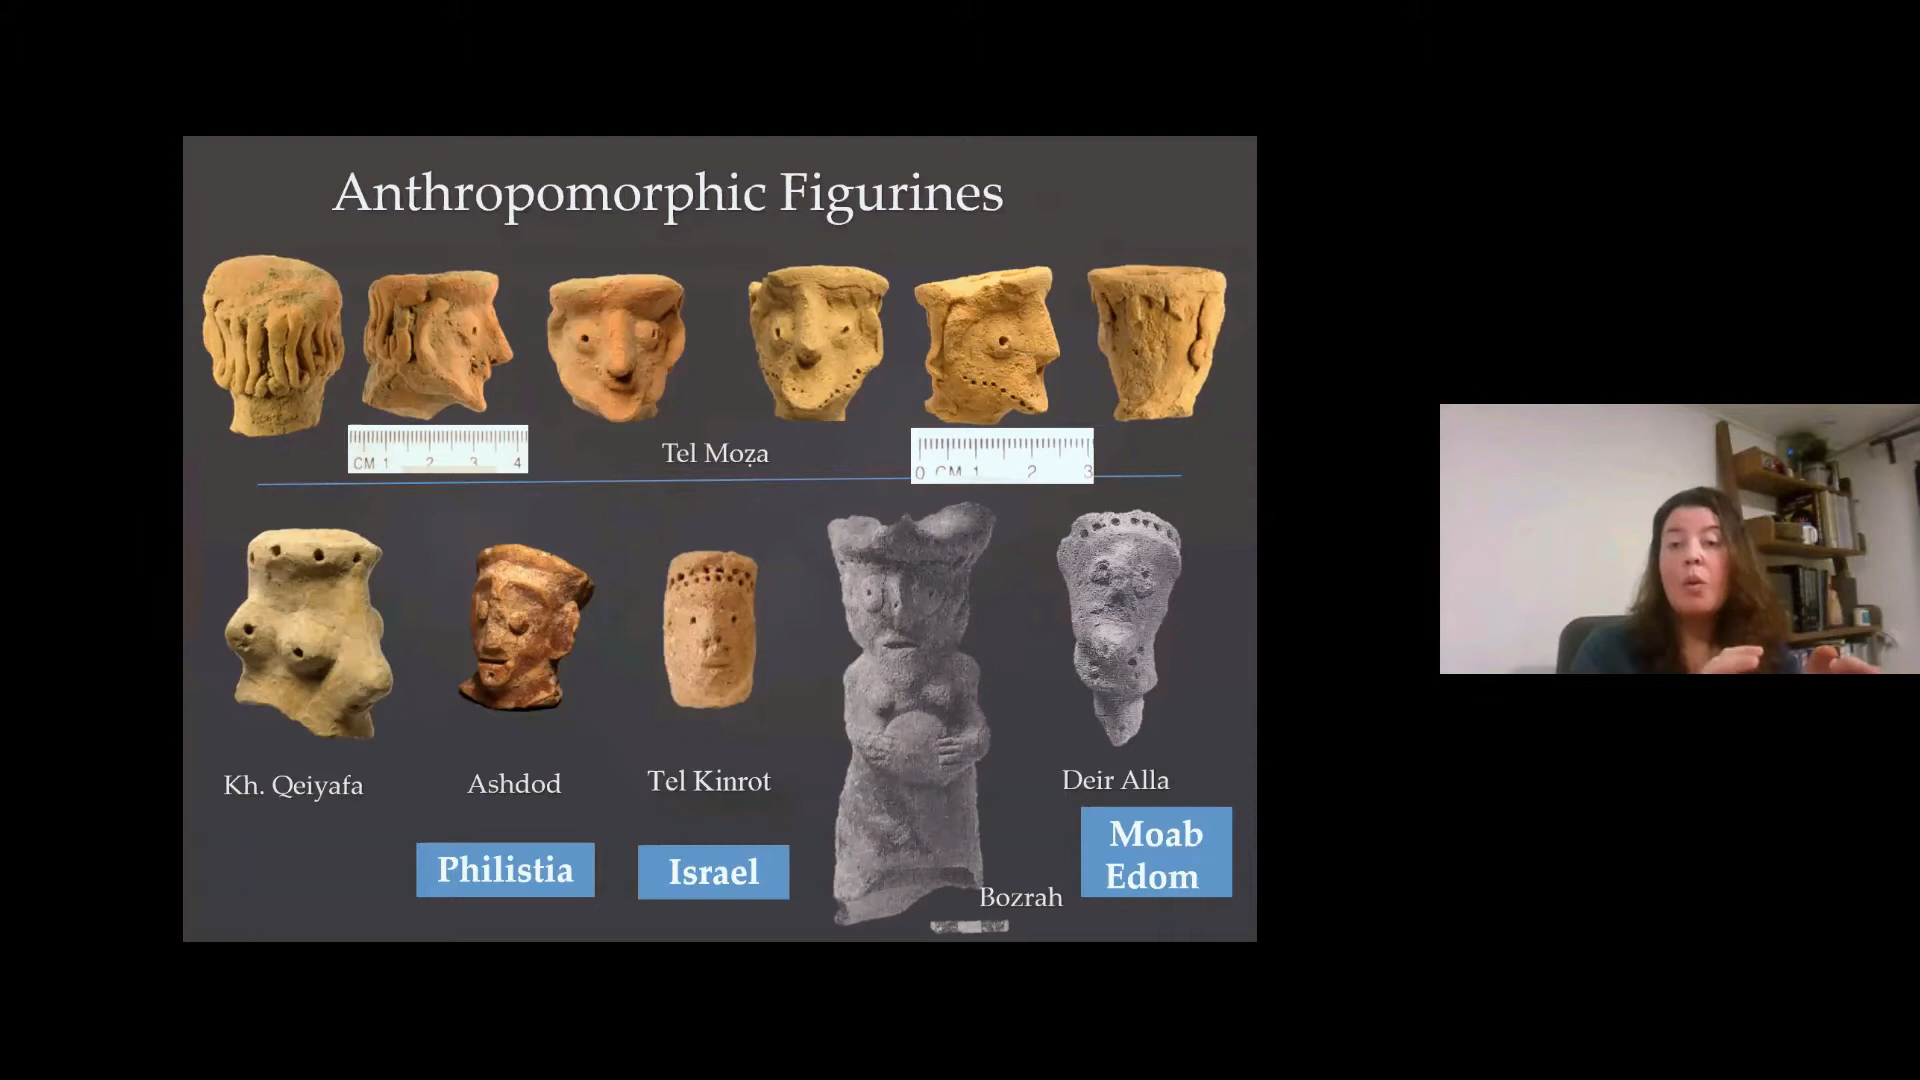 Anthropomorphic Figurines
CM 1 2 3 4
Tel Moẓa
0 CM 1 2 3
Kh. Qeiyafa
Ashdod
Tel Kinrot
Deir Alla
Philistia
Israel
Moab
Edom
Bozrah